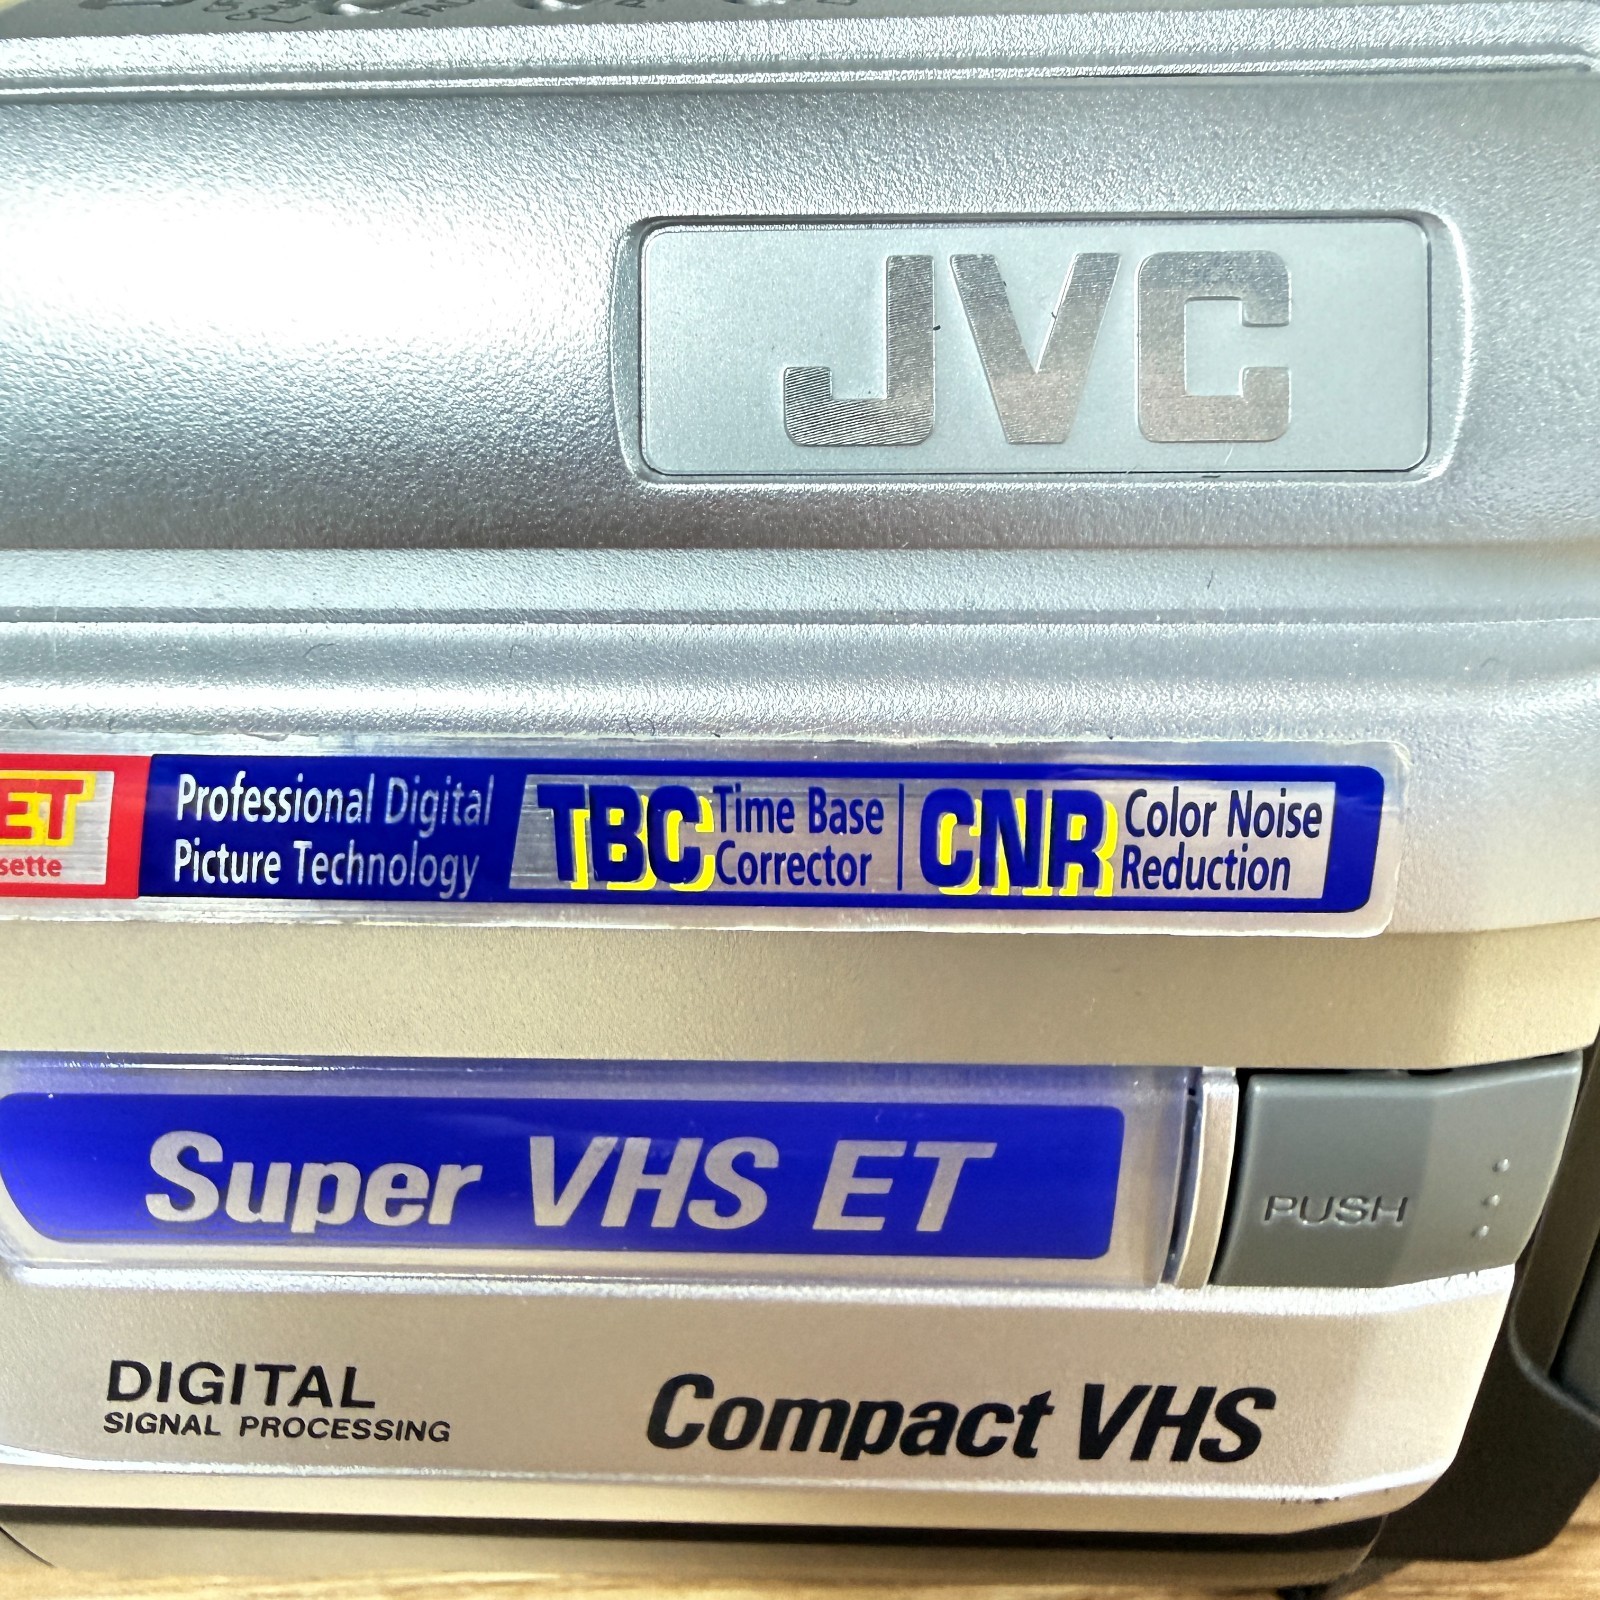 JVC
ET
Professional Digital
Picture Technology
TBC Time Base
Corrector
CNR Color Noise
Reduction
Super VHS ET
PUSH
DIGITAL
SIGNAL PROCESSING
Compact VHS